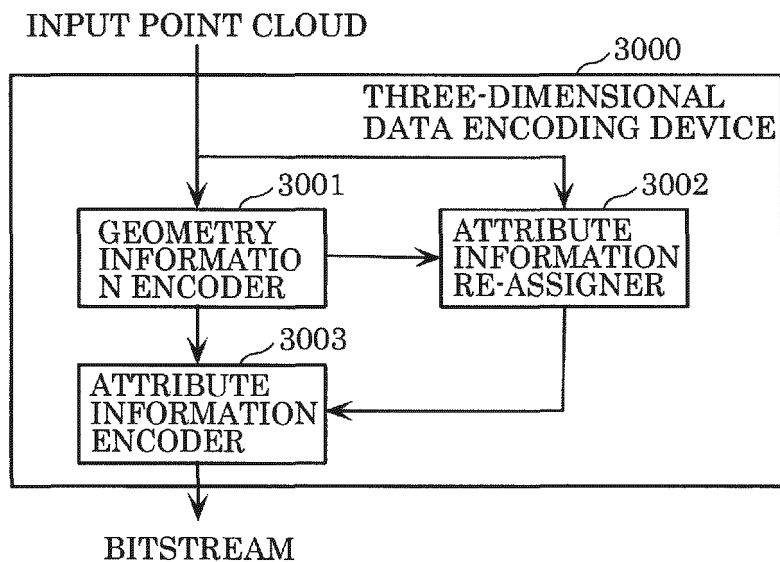 INPUT POINT CLOUD
3000
THREE-DIMENSIONAL
DATA ENCODING DEVICE
3001
GEOMETRY
INFORMATIO
N ENCODER
3002
ATTRIBUTE
INFORMATION
RE-ASSIGNER
3003
ATTRIBUTE
INFORMATION
ENCODER
BITSTREAM